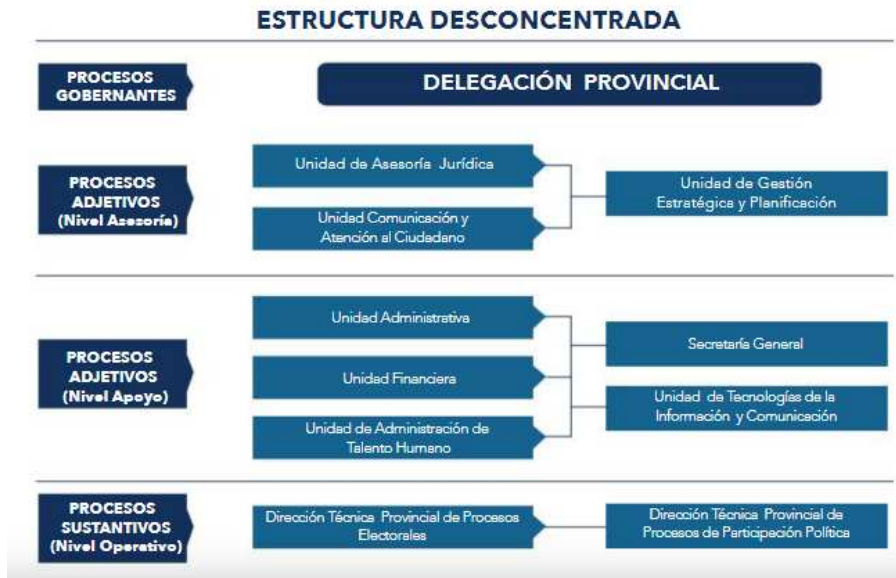 ESTRUCTURA DESCONCENTRADA
PROCESOS
GOBERNANTES
DELEGACIÓN PROVINCIAL
PROCESOS
ADJETIVOS
(Nivel Asesoría)
Unidad de Asesoría Jurídica
Unidad Comunicación y
Atención al Ciudadano
Unidad de Gestión
Estratégica y Planificación
PROCESOS
ADJETIVOS
(Nivel Apoyo)
Unidad Administrativa
Unidad Financiera
Unidad de Administración de
Talento Humano
Secretaría General
Unidad de Tecnologías de la
Información y Comunicación
PROCESOS
SUSTANTIVOS
(Nivel Operativo)
Dirección Técnica Provincial de Procesos
Electorales
Dirección Técnica Provincial de
Procesos de Participación Política